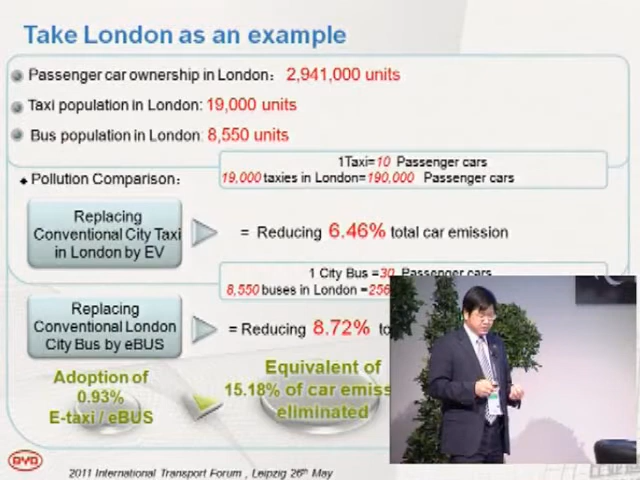 Take London as an example
Passenger car ownership in London: 2,941,000 units
Taxi population in London: 19,000 units
Bus population in London: 8,550 units
1Taxi=10 Passenger cars
19,000 taxies in London=190,000 Passenger cars
Pollution Comparison:
Replacing
Conventional City Taxi
in London by EV
= Reducing 6.46% total car emission
1 City Bus =30 Passenger cars
8,550 buses in London =256
Replacing
Conventional London
City Bus by eBUS
= Reducing 8.72%
Adoption of
0.93%
E-taxi / eBUS
Equivalent of
15.18% of car
eliminated
BYD
2011 International Transport Forum , Leipzig 26th May